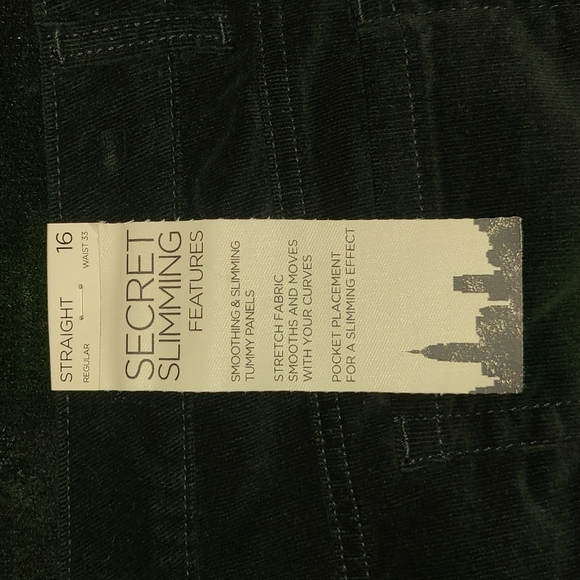 STRAIGHT 16
REGULAR WAIST 33
SECRET
SLIMMING
FEATURES
SMOOTHING & SLIMMING
TUMMY PANELS
STRETCH FABRIC
SMOOTHS AND MOVES
WITH YOUR CURVES
POCKET PLACEMENT
FOR A SLIMMING EFFECT